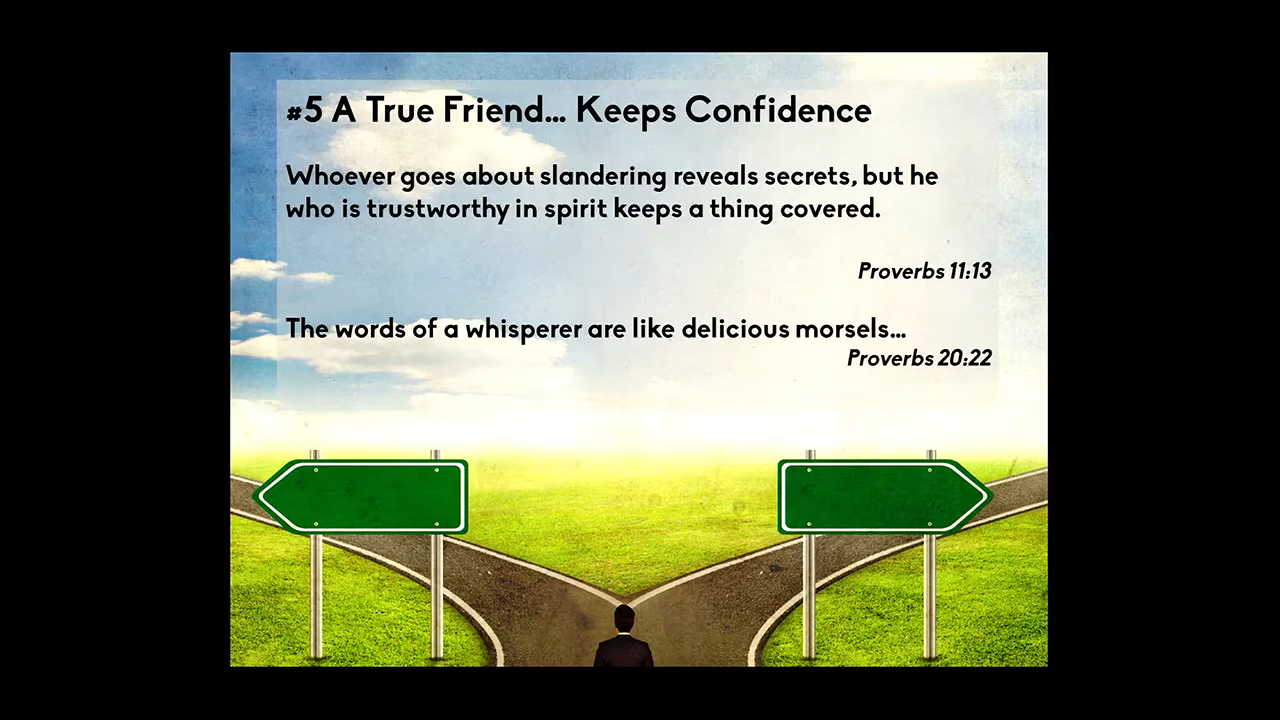 #5 A True Friend... Keeps Confidence
Whoever goes about slandering reveals secrets, but he
who is trustworthy in spirit keeps a thing covered.
Proverbs 11:13
The words of a whisperer are like delicious morsels...
Proverbs 20:22